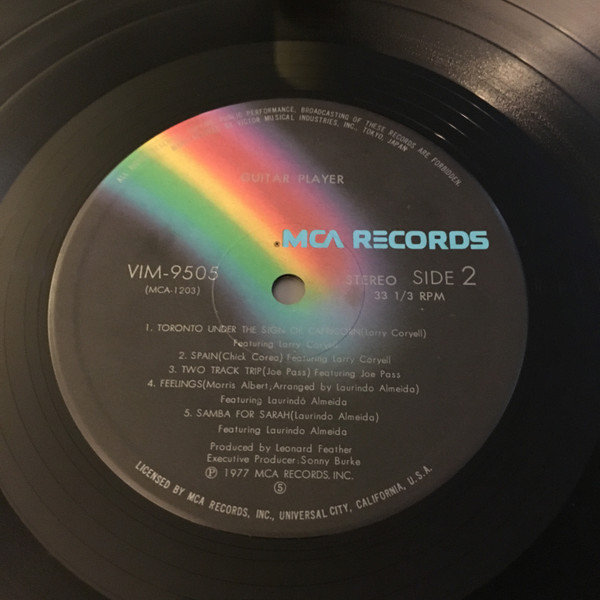 PUBLIC PERFORMANCE, BROADCASTING OF THESE RECORDS ARE FORBIDDEN.
VICTOR MUSICAL INDUSTRIES, INC. TOKYO, JAPAN
GUITAR PLAYER
®MCA RECORDS
VIM-9505
(MCA-1203)
STEREO SIDE 2
33 1/3 RPM
1. TORONTO UNDER THE SIGN OF CAPRICORN(Larry Coryell)
Featuring Larry Coryell
2. SPAIN(Chick Corea) Featuring Larry Coryell
3. TWO TRACK TRIP(Joe Pass) Featuring Joe Pass
4. FEELINGS(Morris Albert;Arranged by Laurindo Almeida)
Featuring Laurindo Almeida
5. SAMBA FOR SARAH(Laurindo Almeida)
Featuring Laurindo Almeida
Produced by Leonard Feather
Executive Producer:Sonny Burke
℗ 1977 MCA RECORDS, INC.
Ⓢ
LICENSED BY MCA RECORDS, INC., UNIVERSAL CITY, CALIFORNIA, U.S.A.